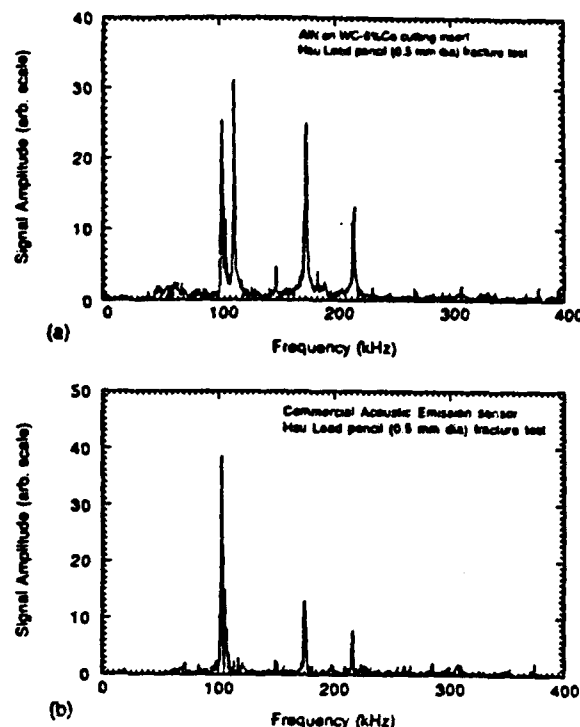 40
30
20
10
0
Signal Amplitude (arb. scale)
AlN on WC-6%Co cutting insert
Hsu Lead pencil (0.5 mm dia) fracture test
0 100 200 300 400
(a)
Frequency (kHz)
50
40
30
20
10
0
Signal Amplitude (arb. scale)
Commercial Acoustic Emission sensor
Hsu Lead pencil (0.5 mm dia) fracture test
0 100 200 300 400
(b)
Frequency (kHz)